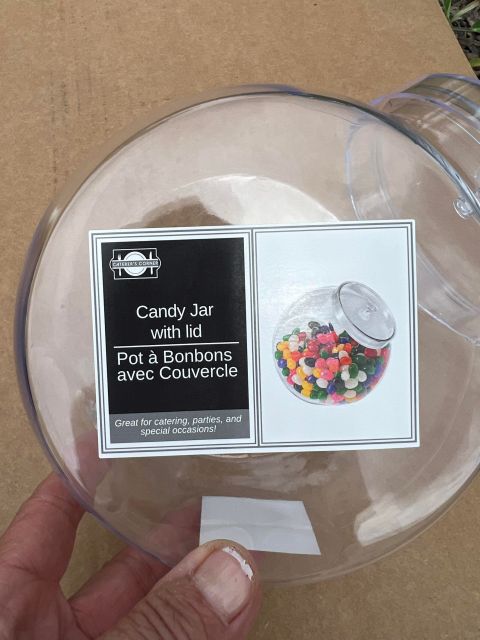 CATERER'S CORNER
Candy Jar
with lid
Pot à Bonbons
avec Couvercle
Great for catering, parties, and
special occasions!